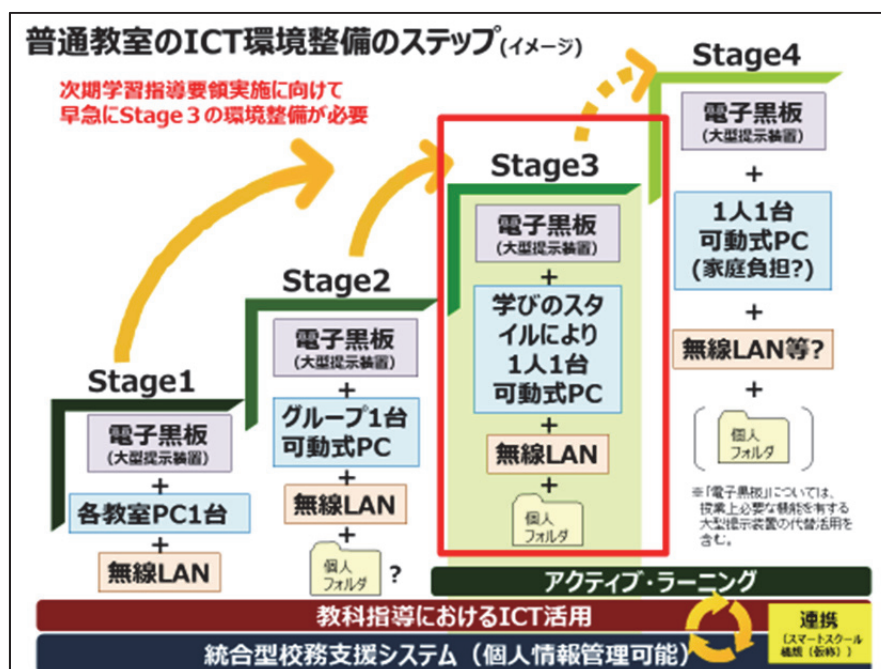 普通教室のICT環境整備のステップ(イメージ)
次期学習指導要領実施に向けて
早急にStage3の環境整備が必要
Stage1
電子黒板
(大型提示装置)
+
各教室PC1台
+
無線LAN
Stage2
電子黒板
(大型提示装置)
+
グループ1台
可動式PC
+
無線LAN
+
個人
フォルダ
?
Stage3
電子黒板
(大型提示装置)
+
学びのスタ
イルにより
1人1台
可動式PC
+
無線LAN
+
個人
フォルダ
Stage4
電子黒板
(大型提示装置)
+
1人1台
可動式PC
(家庭負担?)
+
無線LAN等?
+
個人
フォルダ
※「電子黒板」については、
授業上必要な機能を有する
大型提示装置の代替活用を
含む。
アクティブ・ラーニング
教科指導におけるICT活用
統合型校務支援システム（個人情報管理可能）
連携
(スマートスクール
構想(仮称))